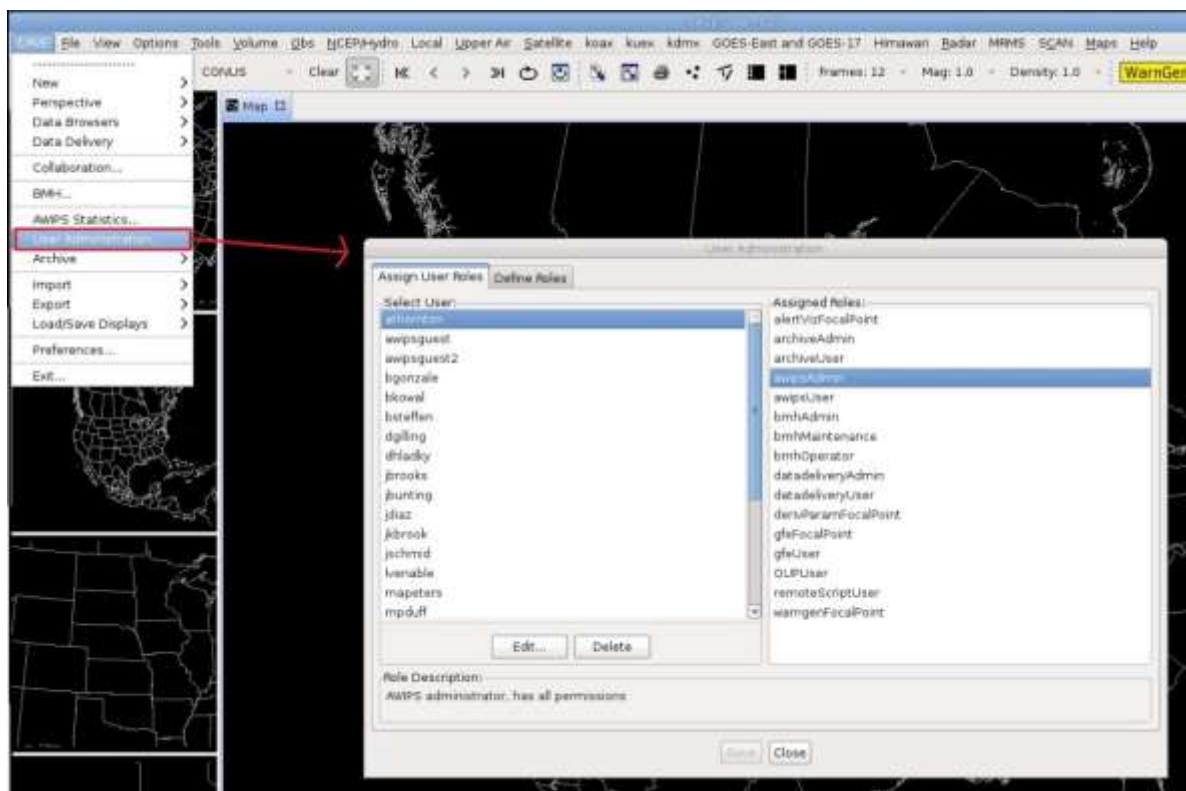 File View Options Tools Volume Obs NCEP/Hydro Local Upper Air Satellite koax kuex kdmx GOES-East and GOES-17 Himawari Radar MRMS SCAN Maps Help
CONUS Clear frames: 12 Mag: 1.0 Density: 1.0 WarnGen
New
Perspective
Data Browsers
Data Delivery
Collaboration...
BMH...
AWIPS Statistics...
User Administration...
Archive
Import
Export
Load/Save Displays
Preferences...
Exit...
Map
User Administration
Assign User Roles Define Roles
Select User:
awipsguest
awipsguest2
bgonzale
bkowal
bsteffen
dgilling
dhladky
jbrooks
jbunting
jdiaz
jkbrook
jschmid
lvenable
mapeters
mpduff
Edit... Delete
Assigned Roles:
alertVizFocalPoint
archiveAdmin
archiveUser
awipsAdmin
awipsUser
bmhAdmin
bmhMaintenance
bmhOperator
datadeliveryAdmin
datadeliveryUser
derivParamFocalPoint
gfeFocalPoint
gfeUser
OUPUser
remoteScriptUser
warngenFocalPoint
Role Description:
AWIPS administrator, has all permissions
Save Close